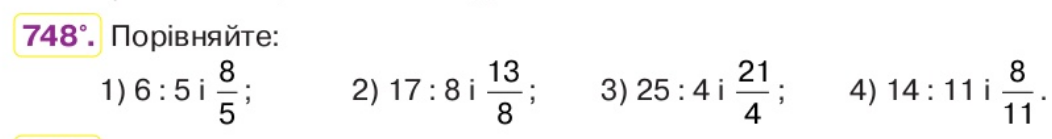 748°. Порівняйте:
1) 6 : 5 і 8/5; 2) 17 : 8 і 13/8; 3) 25 : 4 і 21/4; 4) 14 : 11 і 8/11.